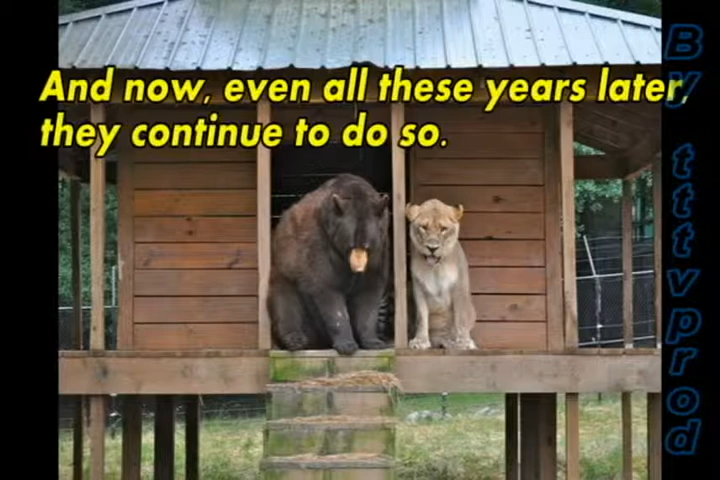 And now, even all these years later,
they continue to do so.
By tttvprod